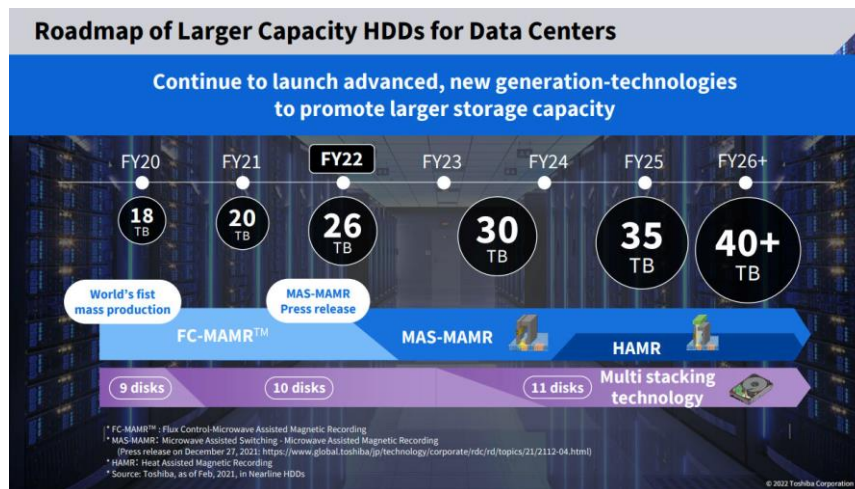 Roadmap of Larger Capacity HDDs for Data Centers
Continue to launch advanced, new generation-technologies
to promote larger storage capacity
FY20
FY21
FY22
FY23
FY24
FY25
FY26+
18
TB
20
TB
26
TB
30
TB
35
TB
40+
TB
World's fist
mass production
MAS-MAMR
Press release
FC-MAMR™
MAS-MAMR
HAMR
9 disks
10 disks
11 disks
Multi stacking
technology
* FC-MAMR™ : Flux Control-Microwave Assisted Magnetic Recording
* MAS-MAMR: Microwave Assisted Switching - Microwave Assisted Magnetic Recording
(Press release on December 27, 2021: https://www.global.toshiba/jp/technology/corporate/rdc/rd/topics/21/2112-04.html)
* HAMR: Heat Assisted Magnetic Recording
* Source: Toshiba, as of Feb, 2021, in Nearline HDDs
© 2022 Toshiba Corporation